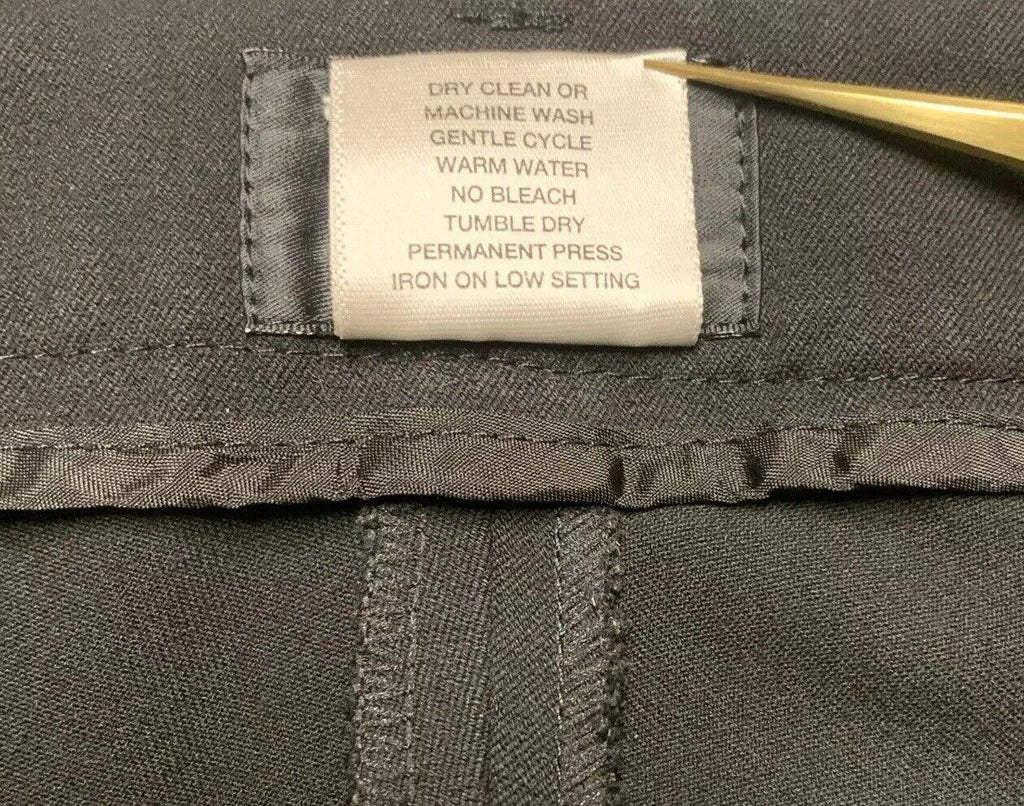 DRY CLEAN OR
MACHINE WASH
GENTLE CYCLE
WARM WATER
NO BLEACH
TUMBLE DRY
PERMANENT PRESS
IRON ON LOW SETTING